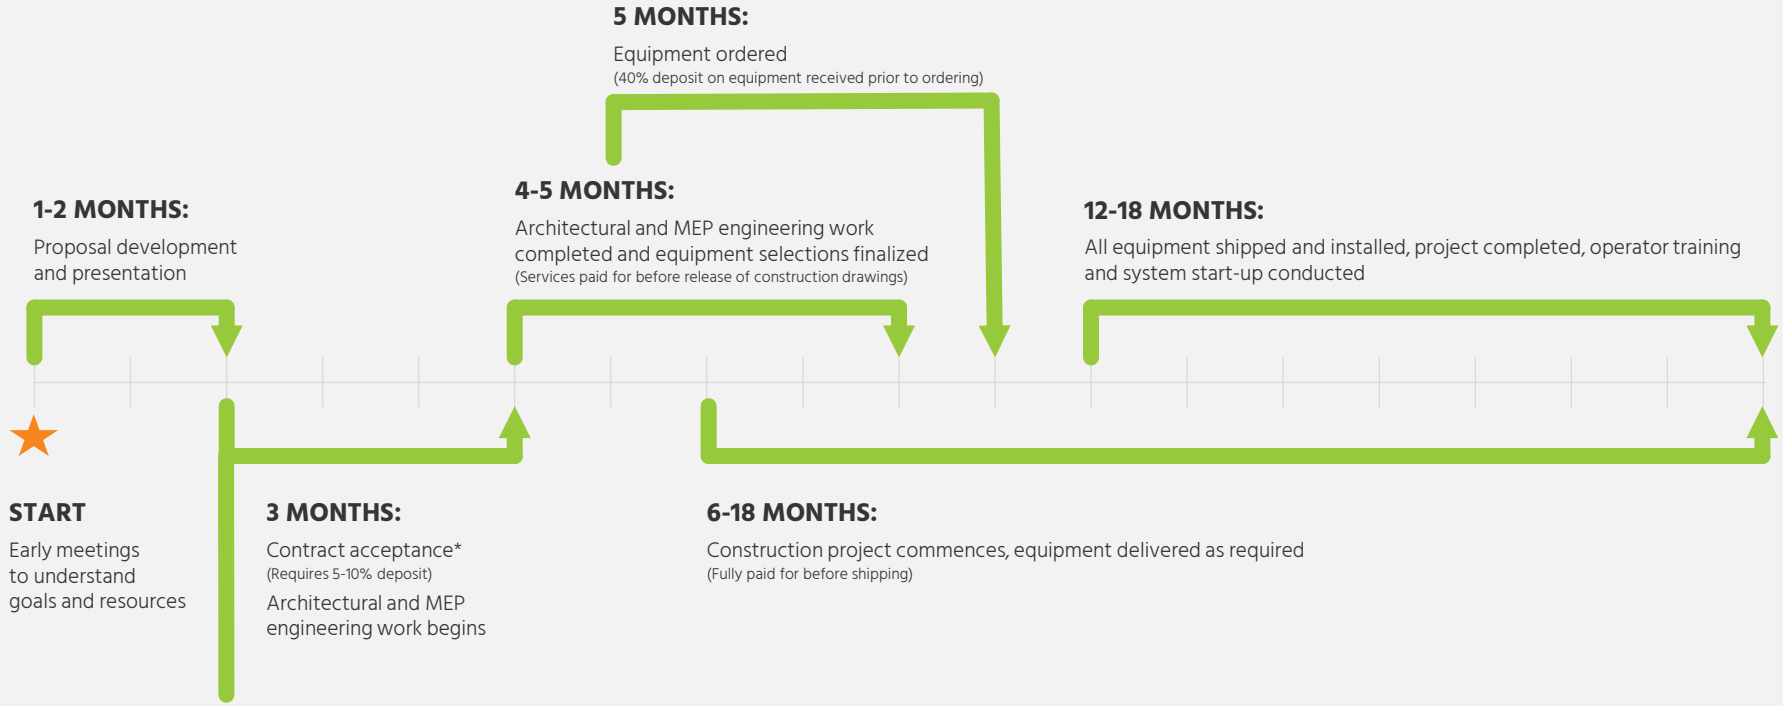 5 MONTHS:
Equipment ordered
(40% deposit on equipment received prior to ordering)
1-2 MONTHS:
Proposal development
and presentation
4-5 MONTHS:
Architectural and MEP engineering work
completed and equipment selections finalized
(Services paid for before release of construction drawings)
12-18 MONTHS:
All equipment shipped and installed, project completed, operator training
and system start-up conducted
START
Early meetings
to understand
goals and resources
3 MONTHS:
Contract acceptance*
(Requires 5-10% deposit)
Architectural and MEP
engineering work begins
6-18 MONTHS:
Construction project commences, equipment delivered as required
(Fully paid for before shipping)